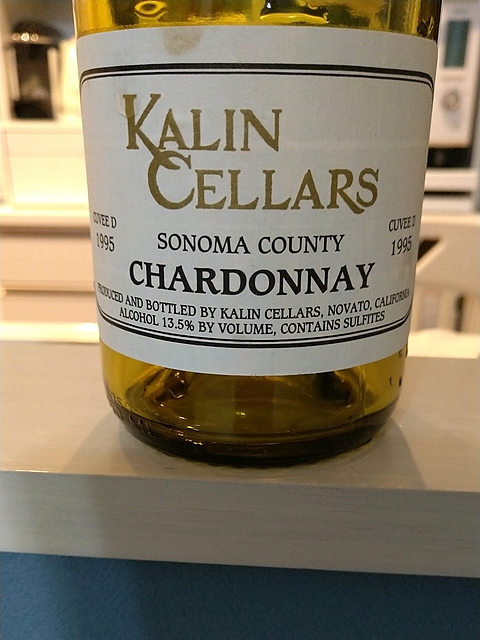 KALIN
CELLARS
CUVEE D
1995
CUVEE D
1995
SONOMA COUNTY
CHARDONNAY
PRODUCED AND BOTTLED BY KALIN CELLARS, NOVATO, CALIFORNIA
ALCOHOL 13.5% BY VOLUME, CONTAINS SULFITES